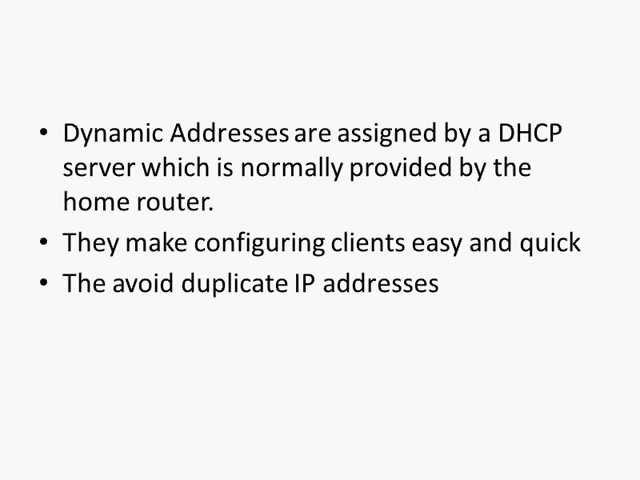 • Dynamic Addresses are assigned by a DHCP
server which is normally provided by the
home router.
• They make configuring clients easy and quick
• The avoid duplicate IP addresses